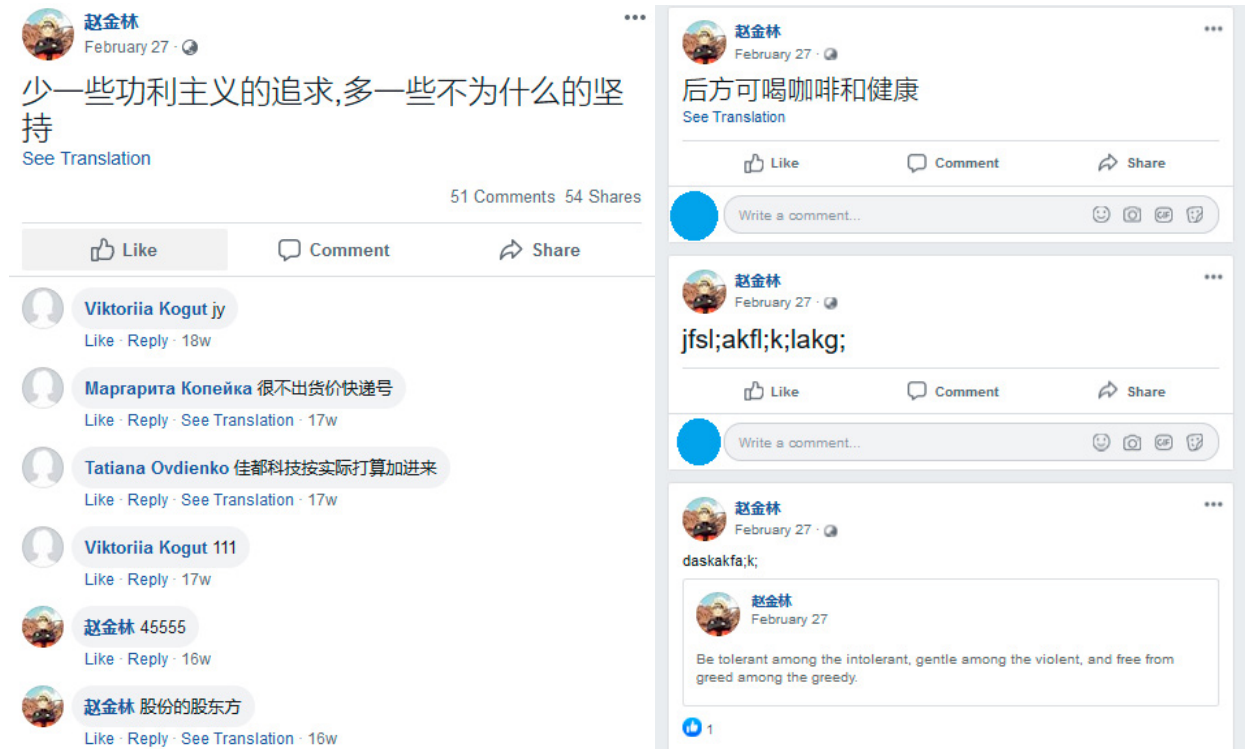 赵金林
February 27 ·
少一些功利主义的追求,多一些不为什么的坚
持
See Translation
51 Comments 54 Shares
Like Comment Share
Viktoriia Kogut jy
Like · Reply · 18w
Маргарита Копейка 很不出货价快递号
Like · Reply · See Translation · 17w
Tatiana Ovdienko 佳都科技按实际打算加进来
Like · Reply · See Translation · 17w
Viktoriia Kogut 111
Like · Reply · 17w
赵金林 45555
Like · Reply · 16w
赵金林 股份的股东方
Like · Reply · See Translation · 16w
赵金林
February 27 ·
后方可喝咖啡和健康
See Translation
Like Comment Share
Write a comment...
GIF
赵金林
February 27 ·
jfsl;akfl;k;lakg;
Like Comment Share
Write a comment...
GIF
赵金林
February 27 ·
daskakfa;k;
赵金林
February 27
Be tolerant among the intolerant, gentle among the violent, and free from
greed among the greedy.
1